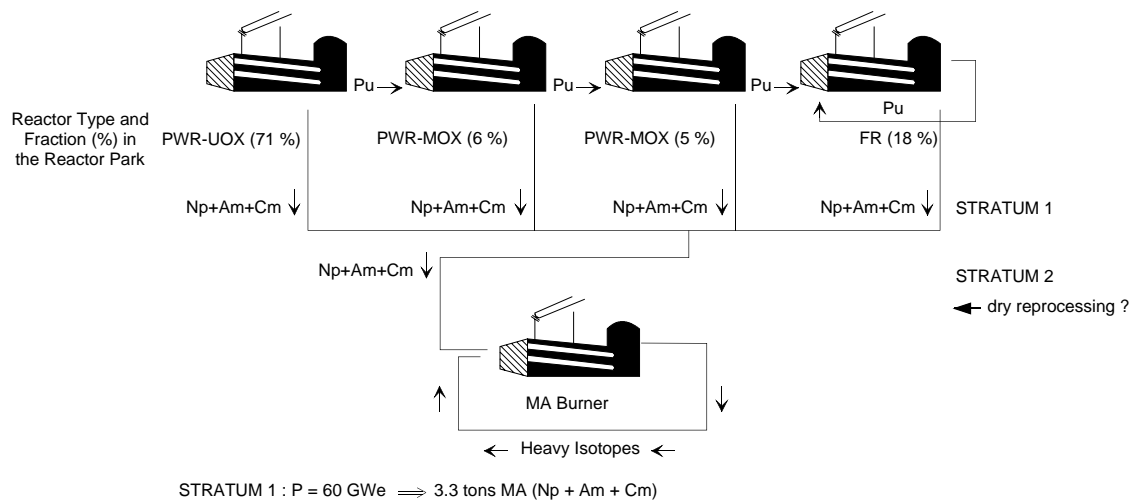 Pu
Pu
Pu
Pu
Reactor Type and
Fraction (%) in
the Reactor Park
PWR-UOX (71 %)
PWR-MOX (6 %)
PWR-MOX (5 %)
FR (18 %)
Np+Am+Cm
Np+Am+Cm
Np+Am+Cm
Np+Am+Cm
STRATUM 1
Np+Am+Cm
STRATUM 2
dry reprocessing ?
MA Burner
Heavy Isotopes
STRATUM 1 : P = 60 GWe ⇒ 3.3 tons MA (Np + Am + Cm)